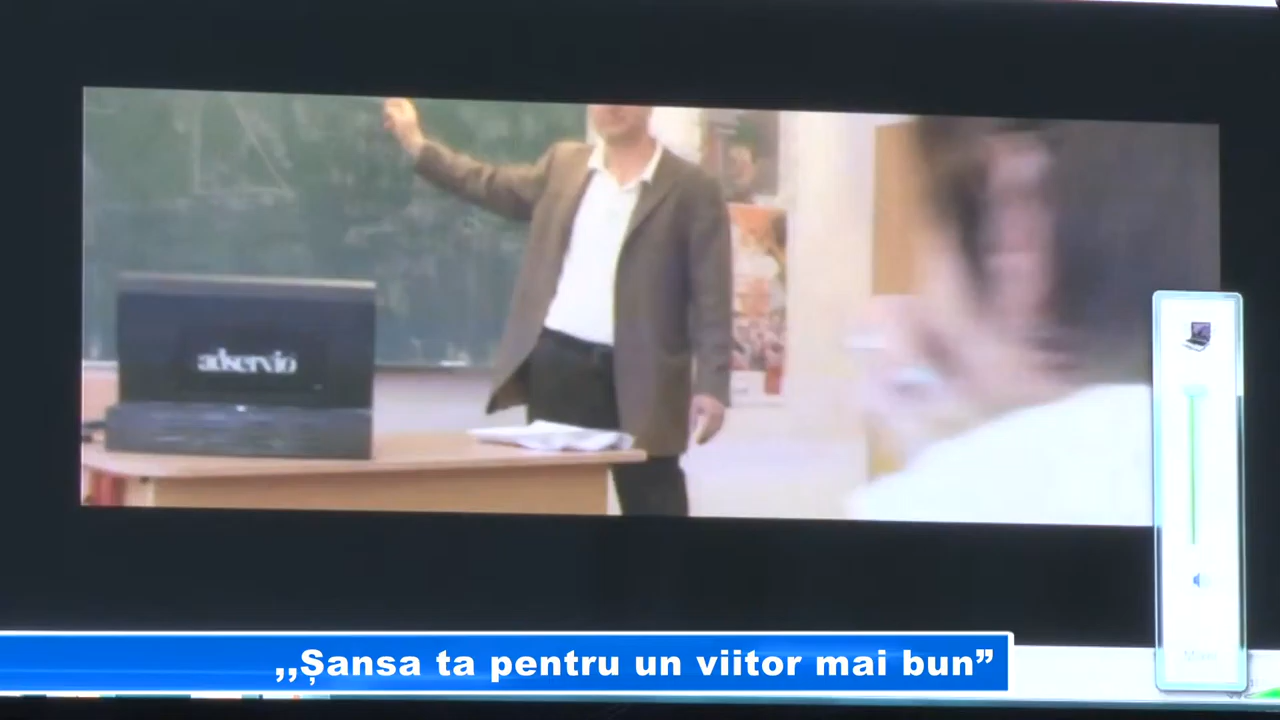 adservio
,,Șansa ta pentru un viitor mai bun”